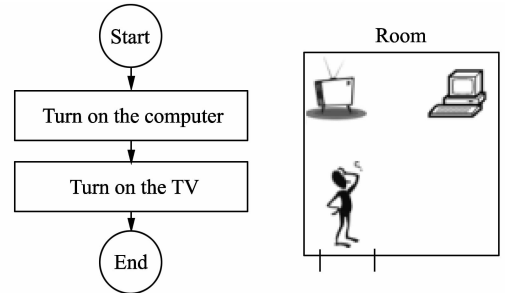 Start
Turn on the computer
Turn on the TV
End
Room